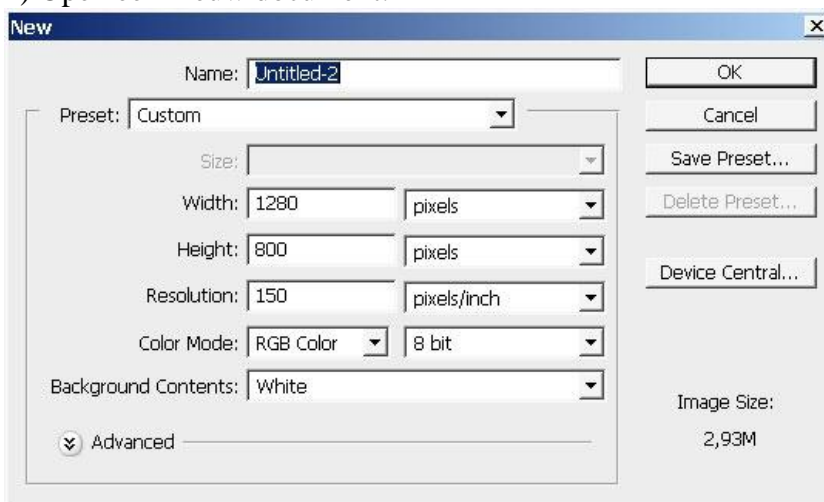 New
Name: Untitled-2
OK
Preset: Custom
Cancel
Size:
Save Preset...
Width: 1280 pixels
Delete Preset...
Height: 800 pixels
Device Central...
Resolution: 150 pixels/inch
Color Mode: RGB Color 8 bit
Background Contents: White
Image Size:
Advanced
2,93M